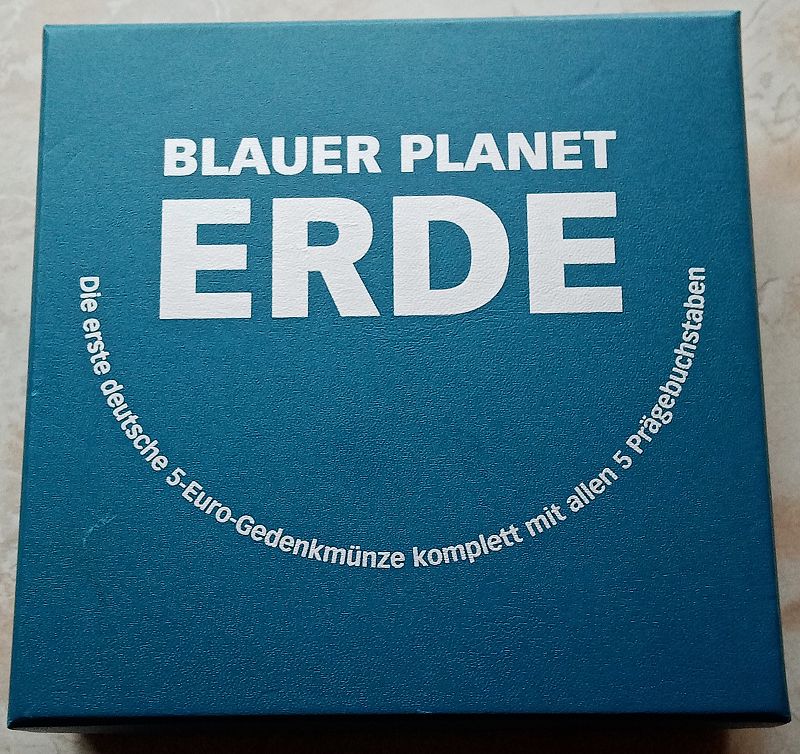 BLAUER PLANET
ERDE
Die erste deutsche 5-Euro-Gedenkmünze komplett mit allen 5 Prägebuchstaben